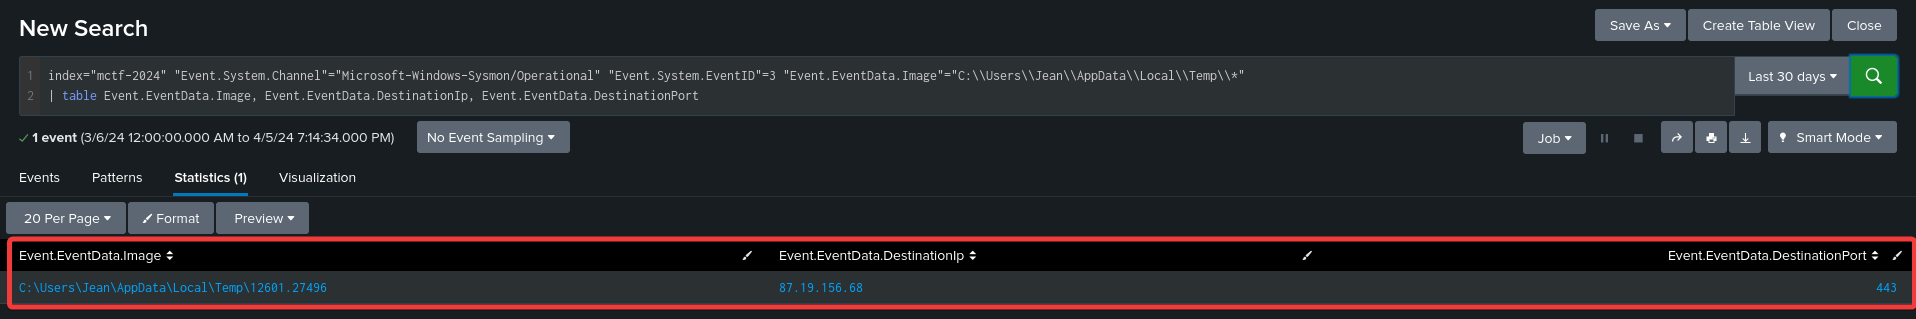 New Search
Save As Create Table View Close
1 index="mctf-2024" "Event.System.Channel"="Microsoft-Windows-Sysmon/Operational" "Event.System.EventID"=3 "Event.EventData.Image"="C:\\Users\\Jean\\AppData\\Local\\Temp\\*"
Last 30 days
2 | table Event.EventData.Image, Event.EventData.DestinationIp, Event.EventData.DestinationPort
1 event (3/6/24 12:00:00.000 AM to 4/5/24 7:14:34.000 PM) No Event Sampling Job Smart Mode
Events Patterns Statistics (1) Visualization
20 Per Page Format Preview
Event.EventData.Image Event.EventData.DestinationIp Event.EventData.DestinationPort
C:\Users\Jean\AppData\Local\Temp\12601.27496 87.19.156.68 443